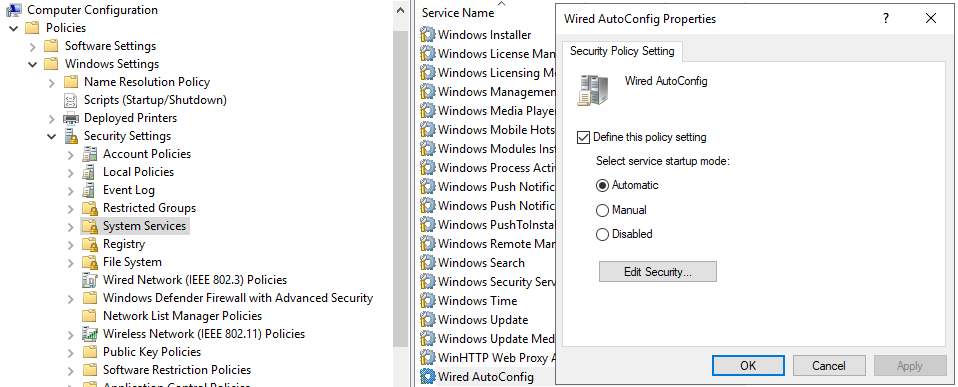 Computer Configuration
Policies
Software Settings
Windows Settings
Name Resolution Policy
Scripts (Startup/Shutdown)
Deployed Printers
Security Settings
Account Policies
Local Policies
Event Log
Restricted Groups
System Services
Registry
File System
Wired Network (IEEE 802.3) Policies
Windows Defender Firewall with Advanced Security
Network List Manager Policies
Wireless Network (IEEE 802.11) Policies
Public Key Policies
Software Restriction Policies
Application Control Policies
Service Name
Windows Installer
Windows License Man
Windows Licensing M
Windows Managemen
Windows Media Player
Windows Mobile Hots
Windows Modules Inst
Windows Process Activ
Windows Push Notific
Windows Push Notific
Windows PushToInstal
Windows Remote Man
Windows Search
Windows Security Serv
Windows Time
Windows Update
Windows Update Med
WinHTTP Web Proxy A
Wired AutoConfig
Wired AutoConfig Properties
? ×
Security Policy Setting
Wired AutoConfig
Define this policy setting
Select service startup mode:
Automatic
Manual
Disabled
Edit Security...
OK Cancel Apply